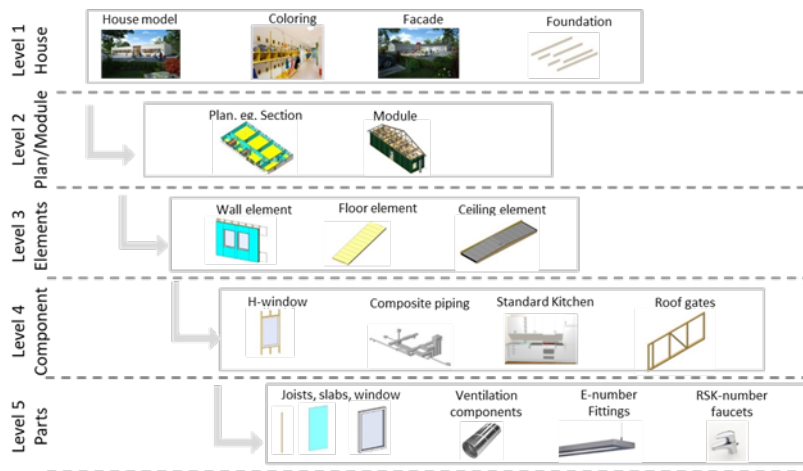 Level 1
House
House model
Coloring
Facade
Foundation
Level 2
Plan/Module
Plan. eg. Section
Module
Level 3
Elements
Wall element
Floor element
Ceiling element
Level 4
Component
H-window
Composite piping
Standard Kitchen
Roof gates
Level 5
Parts
Joists, slabs, window
Ventilation
components
E-number
Fittings
RSK-number
faucets